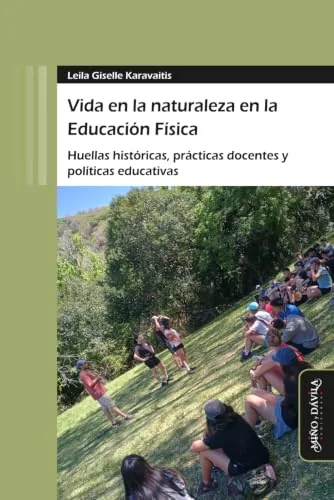 Leila Giselle Karavaitis
Vida en la naturaleza en la
Educación Física
Huellas históricas, prácticas docentes y
políticas educativas
MIÑO y DÁVILA